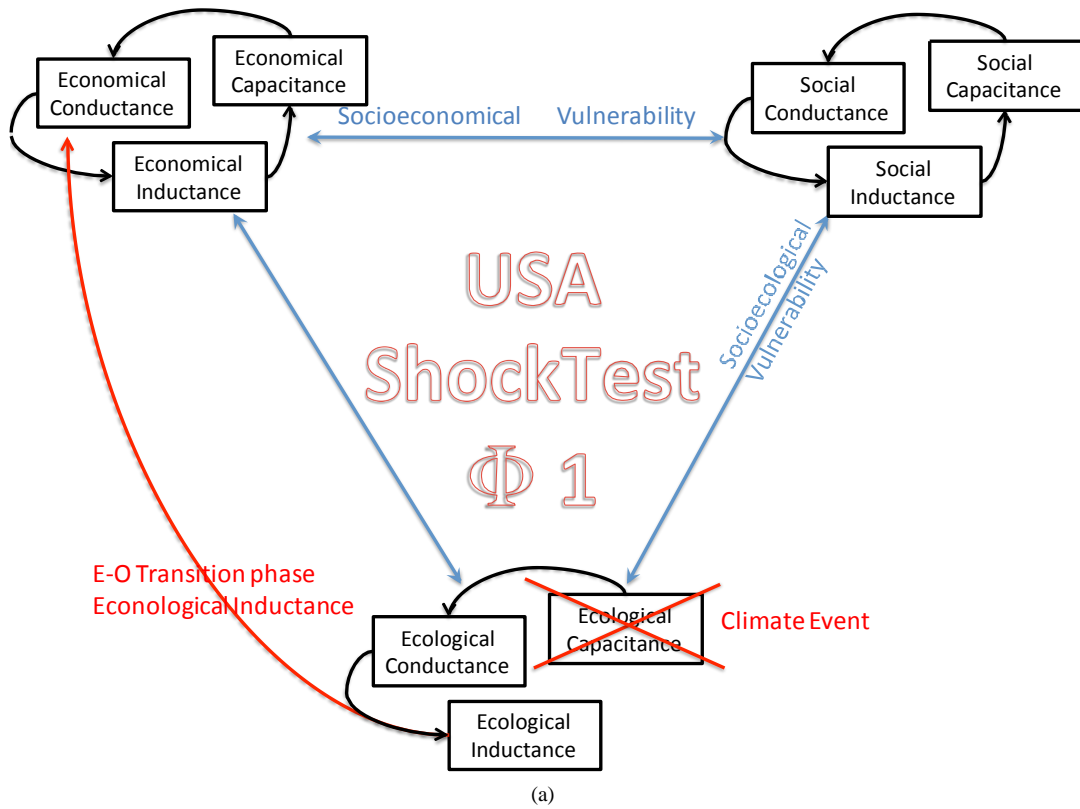 Economical
Conductance
Economical
Capacitance
Economical
Inductance
Socioeconomical Vulnerability
Social
Conductance
Social
Capacitance
Social
Inductance
USA
ShockTest
Φ 1
Socioecological
Vulnerability
E-O Transition phase
Econological Inductance
Ecological
Conductance
Ecological
Capacitance
Climate Event
Ecological
Inductance
(a)